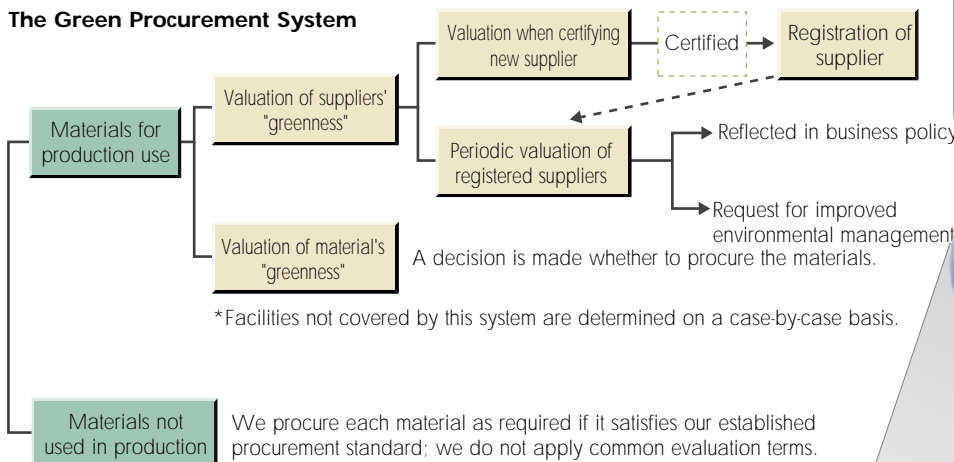 The Green Procurement System
Valuation when certifying
new supplier
Certified
Registration of
supplier
Materials for
production use
Valuation of suppliers'
"greenness"
Periodic valuation of
registered suppliers
Reflected in business policy
Request for improved
environmental management
Valuation of material's
"greenness"
A decision is made whether to procure the materials.
*Facilities not covered by this system are determined on a case-by-case basis.
Materials not
used in production
We procure each material as required if it satisfies our established
procurement standard; we do not apply common evaluation terms.